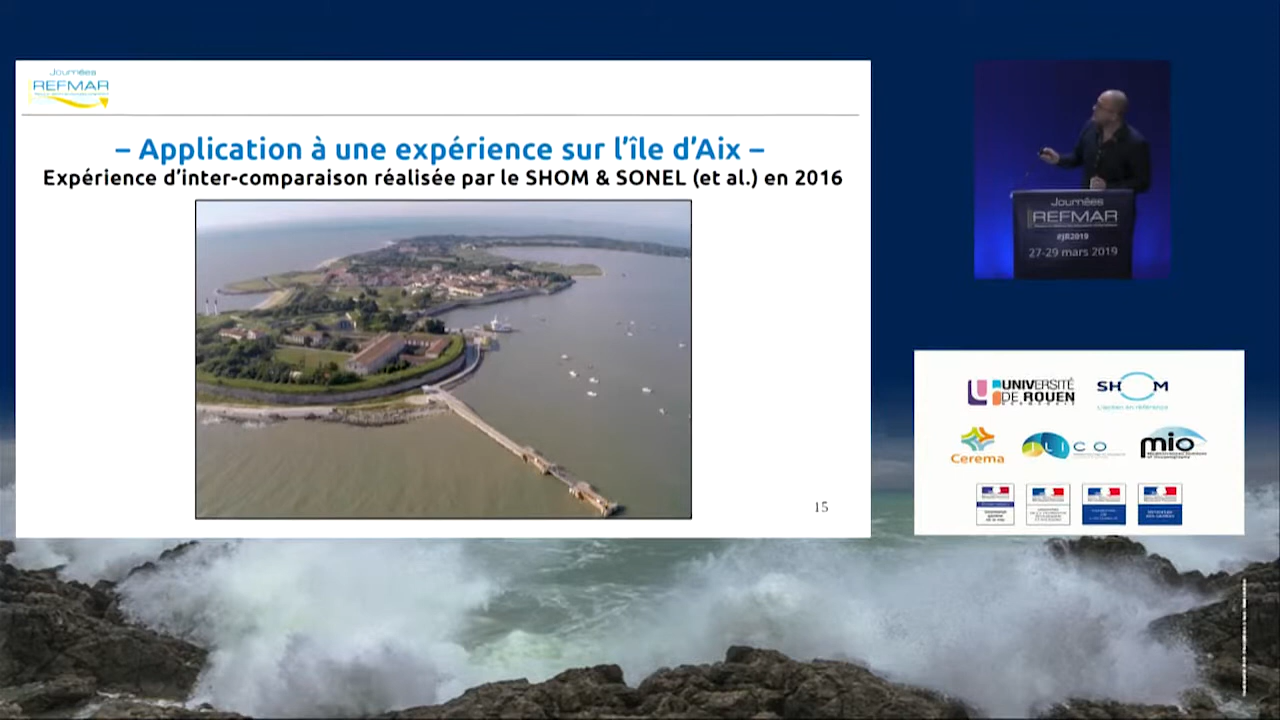 Journées
REFMAR
– Application à une expérience sur l’île d’Aix –
Expérience d’inter-comparaison réalisée par le SHOM & SONEL (et al.) en 2016
15
Journées
REFMAR
#JR2019
27-29 mars 2019
UNIVERSITÉ
DE ROUEN
SHOM
L'océan en référence
Cerema
ILICO
mio